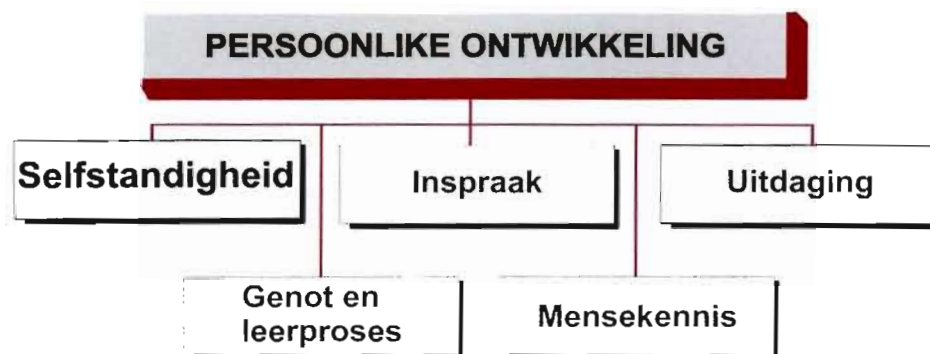 PERSOONLIKE ONTWIKKELING
Selfstandigheid
Inspraak
Uitdaging
Genot en
leerproses
Mensekennis